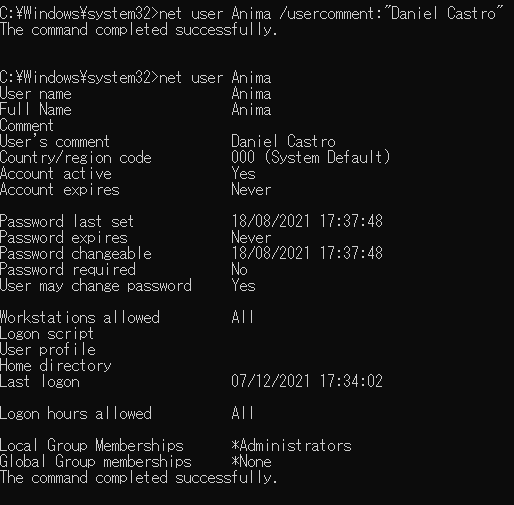 C:¥Windows¥system32>net user Anima /usercomment:"Daniel Castro"
The command completed successfully.
C:¥Windows¥system32>net user Anima
User name                    Anima
Full Name                    Anima
Comment
User's comment               Daniel Castro
Country/region code          000 (System Default)
Account active               Yes
Account expires              Never
Password last set            18/08/2021 17:37:48
Password expires             Never
Password changeable          18/08/2021 17:37:48
Password required            No
User may change password     Yes
Workstations allowed         All
Logon script
User profile
Home directory
Last logon                   07/12/2021 17:34:02
Logon hours allowed          All
Local Group Memberships      *Administrators
Global Group memberships     *None
The command completed successfully.